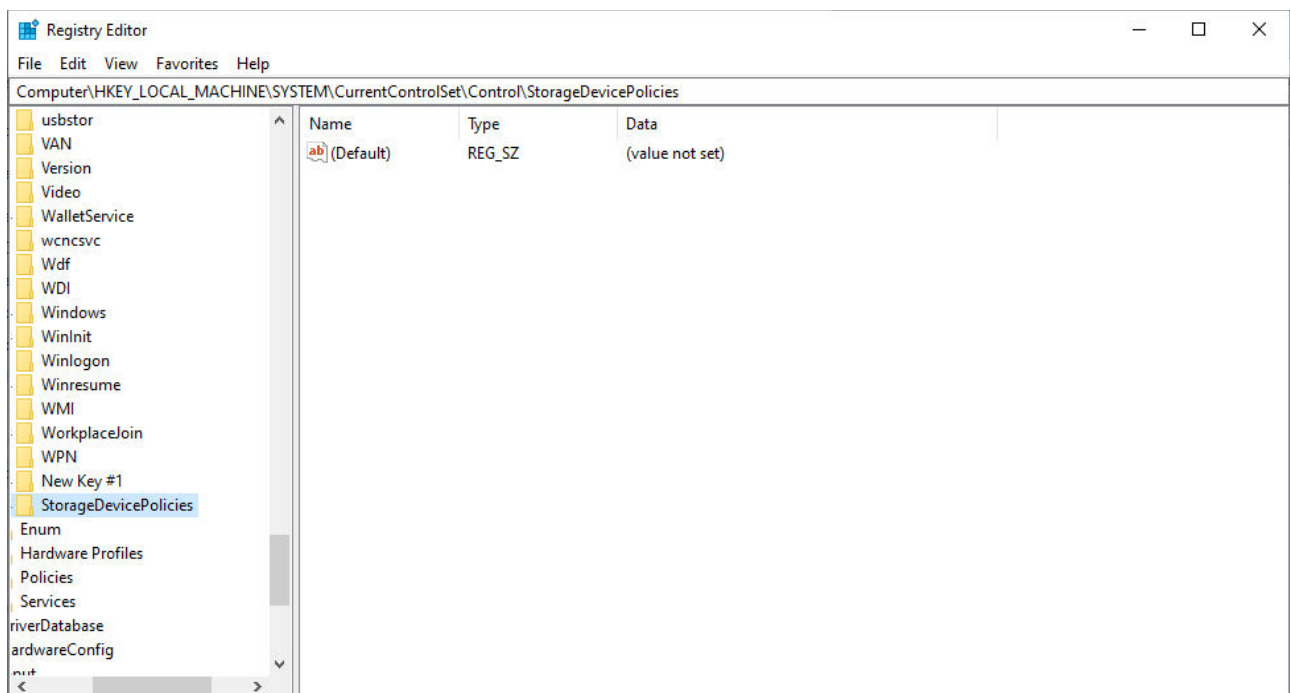 Registry Editor
File Edit View Favorites Help
Computer\HKEY_LOCAL_MACHINE\SYSTEM\CurrentControlSet\Control\StorageDevicePolicies
usbstor
VAN
Version
Video
WalletService
wcncsvc
Wdf
WDI
Windows
WinInit
Winlogon
Winresume
WMI
WorkplaceJoin
WPN
New Key #1
StorageDevicePolicies
Enum
Hardware Profiles
Policies
Services
riverDatabase
ardwareConfig
Name Type Data
ab (Default) REG_SZ (value not set)